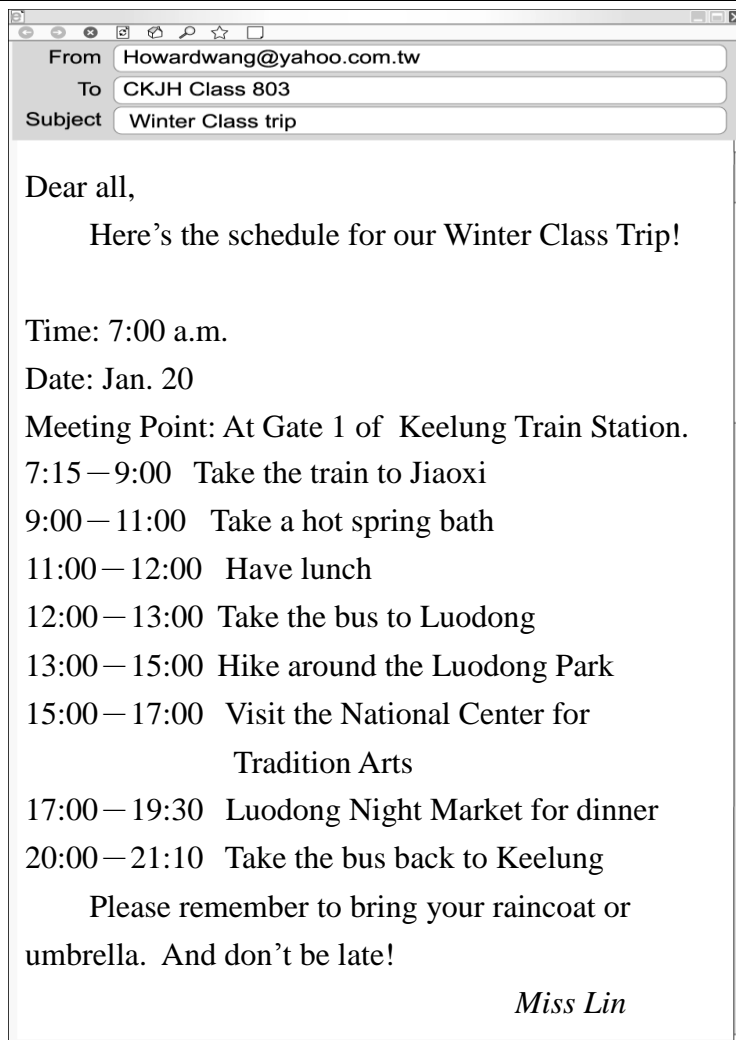 From Howardwang@yahoo.com.tw
To CKJH Class 803
Subject Winter Class trip
Dear all,
Here’s the schedule for our Winter Class Trip!
Time: 7:00 a.m.
Date: Jan. 20
Meeting Point: At Gate 1 of Keelung Train Station.
7:15－9:00 Take the train to Jiaoxi
9:00－11:00 Take a hot spring bath
11:00－12:00 Have lunch
12:00－13:00 Take the bus to Luodong
13:00－15:00 Hike around the Luodong Park
15:00－17:00 Visit the National Center for
Tradition Arts
17:00－19:30 Luodong Night Market for dinner
20:00－21:10 Take the bus back to Keelung
Please remember to bring your raincoat or
umbrella. And don’t be late!
Miss Lin